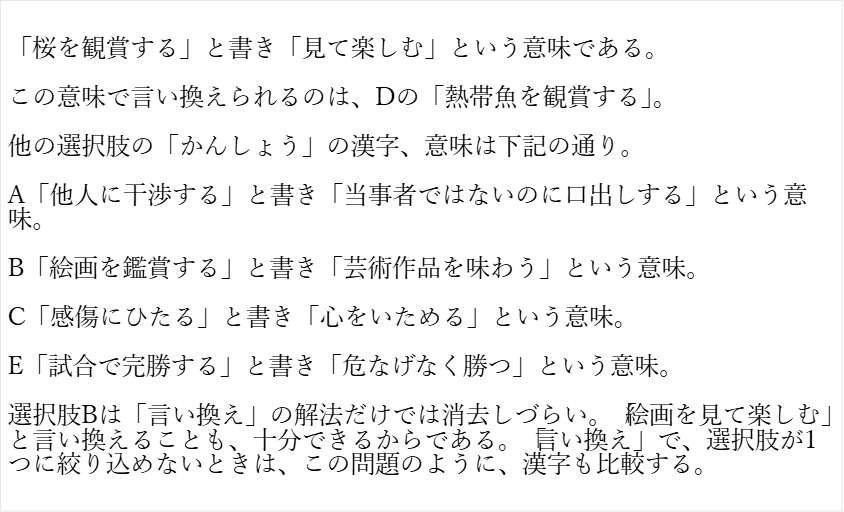 「桜を観賞する」と書き「見て楽しむ」という意味である。
この意味で言い換えられるのは、Dの「熱帯魚を観賞する」。
他の選択肢の「かんしょう」の漢字、意味は下記の通り。
A「他人に干渉する」と書き「当事者ではないのに口出しする」という意
味。
B「絵画を鑑賞する」と書き「芸術作品を味わう」という意味。
C「感傷にひたる」と書き「心をいためる」という意味。
E「試合で完勝する」と書き「危なげなく勝つ」という意味。
選択肢Bは「言い換え」の解法だけでは消去しづらい。「絵画を見て楽しむ」
と言い換えることも、十分できるからである。「言い換え」で、選択肢が1
つに絞り込めないときは、この問題のように、漢字も比較する。